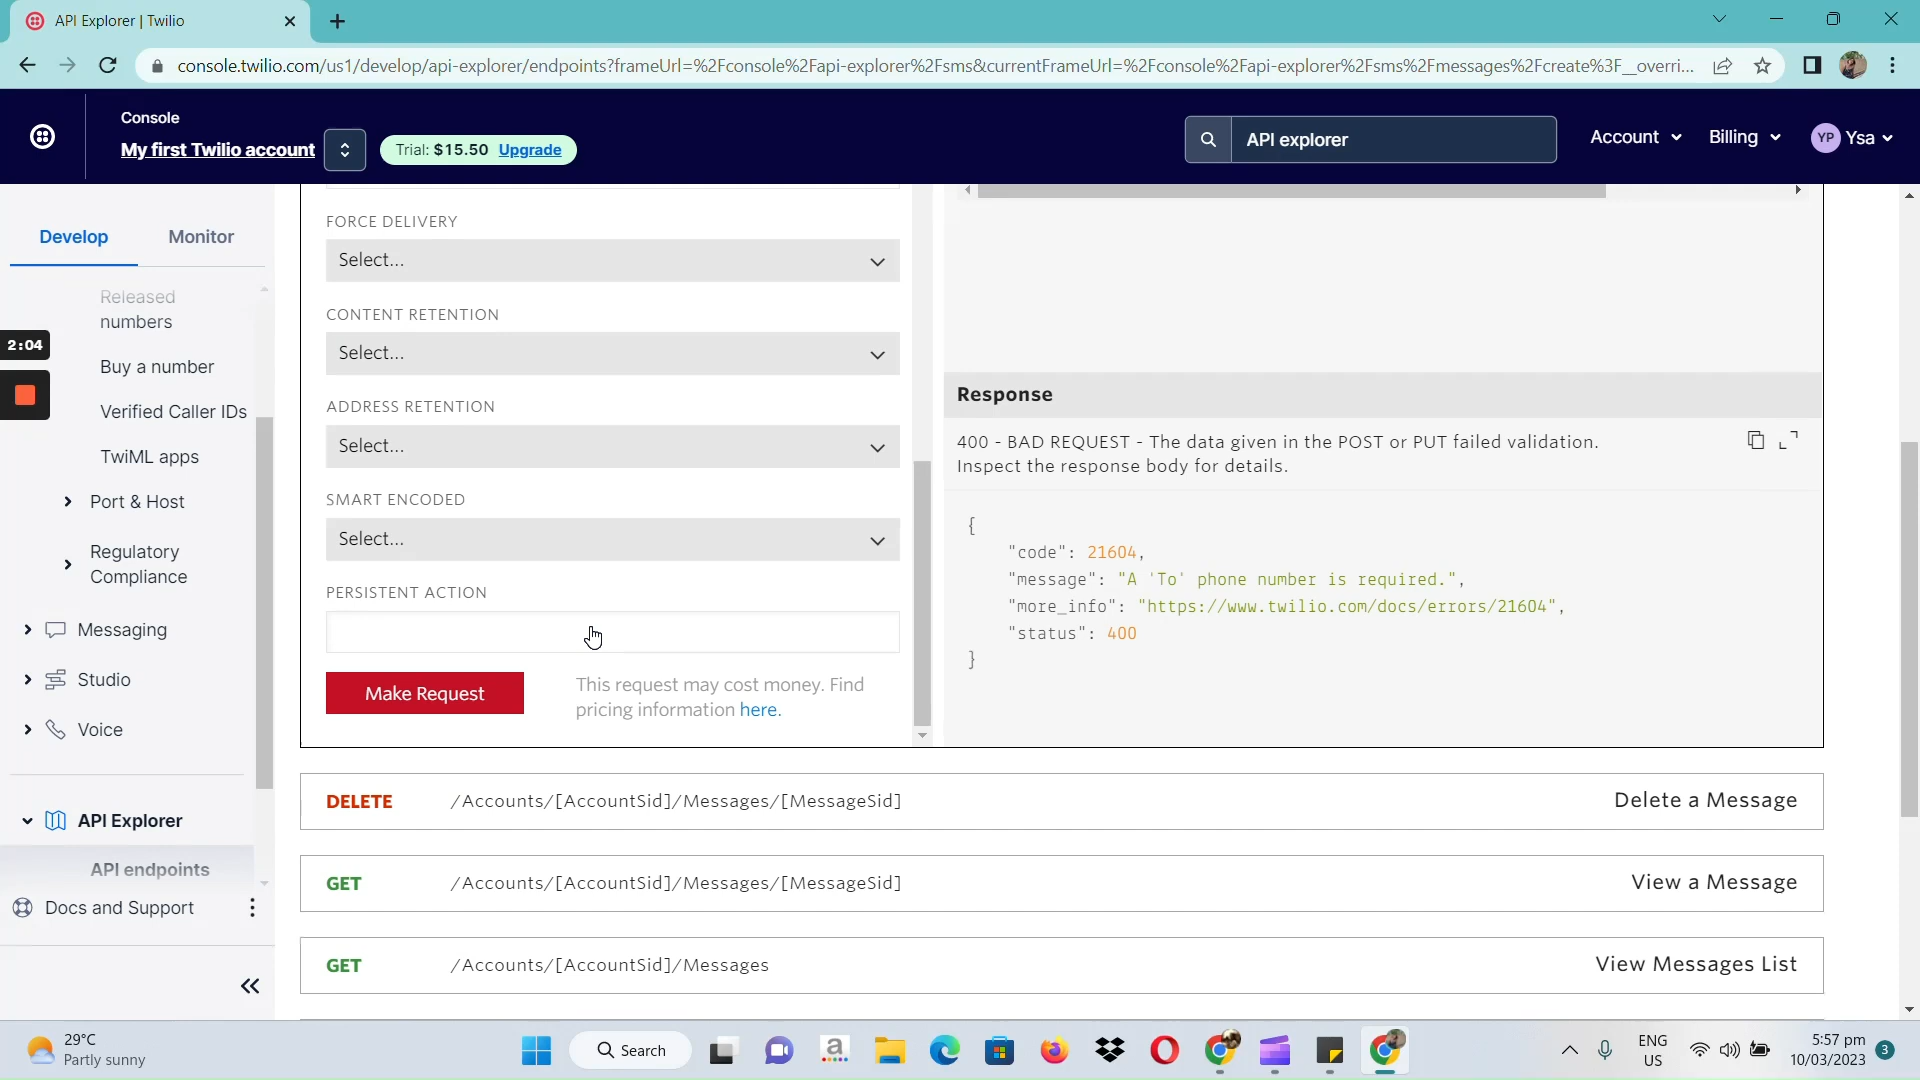 API Explorer | Twilio
console.twilio.com/us1/develop/api-explorer/endpoints?frameUrl=%2Fconsole%2Fapi-explorer%2Fsms&currentFrameUrl=%2Fconsole%2Fapi-explorer%2Fsms%2Fmessages%2Fcreate%3F__overri...
Console
My first Twilio account
Trial: $15.50 Upgrade
API explorer
Account
Billing
YP Ysa
Develop
Monitor
Released
numbers
2:04
Buy a number
Verified Caller IDs
TwiML apps
Port & Host
Regulatory
Compliance
Messaging
Studio
Voice
API Explorer
API endpoints
Docs and Support
FORCE DELIVERY
Select...
CONTENT RETENTION
Select...
ADDRESS RETENTION
Select...
SMART ENCODED
Select...
PERSISTENT ACTION
Make Request
This request may cost money. Find
pricing information here.
Response
400 - BAD REQUEST - The data given in the POST or PUT failed validation.
Inspect the response body for details.
{
"code": 21604,
"message": "A 'To' phone number is required.",
"more_info": "https://www.twilio.com/docs/errors/21604",
"status": 400
}
DELETE /Accounts/[AccountSid]/Messages/[MessageSid] Delete a Message
GET /Accounts/[AccountSid]/Messages/[MessageSid] View a Message
GET /Accounts/[AccountSid]/Messages View Messages List
29°C
Partly sunny
Search
a
ENG
US
5:57 pm
10/03/2023
3